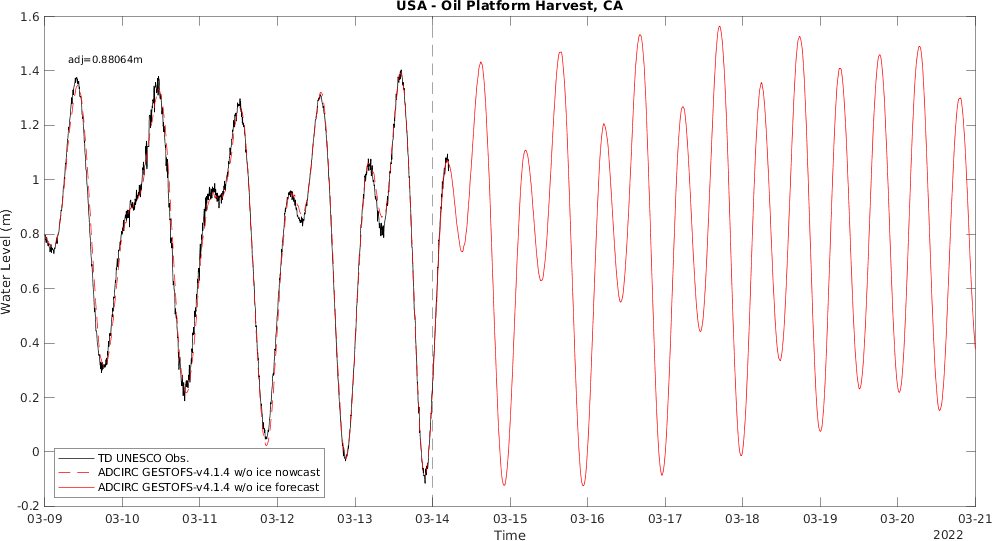 USA - Oil Platform Harvest, CA
adj=0.88064m
Water Level (m)
1.6
1.4
1.2
1
0.8
0.6
0.4
0.2
0
-0.2
TD UNESCO Obs.
ADCIRC GESTOFS-v4.1.4 w/o ice nowcast
ADCIRC GESTOFS-v4.1.4 w/o ice forecast
03-09 03-10 03-11 03-12 03-13 03-14 03-15 03-16 03-17 03-18 03-19 03-20 03-21
Time
2022